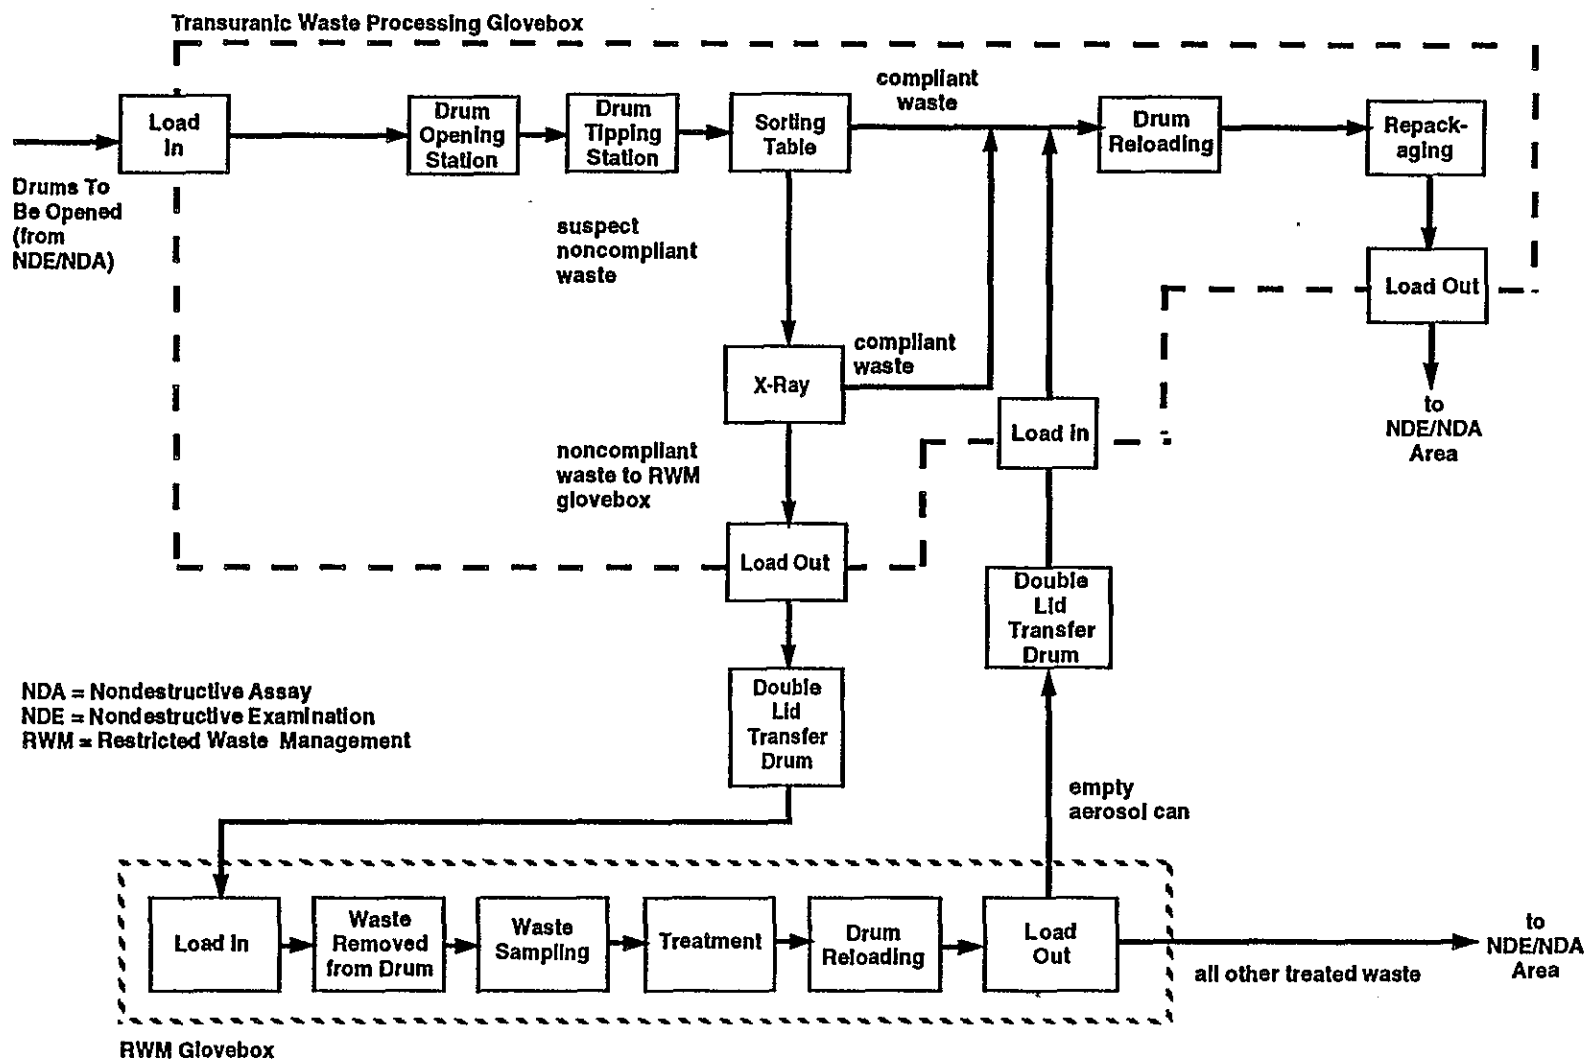 Transuranic Waste Processing Glovebox
Load
In
Drum
Opening
Station
Drum
Tipping
Station
Sorting
Table
compliant
waste
Drum
Reloading
Repack-
aging
Drums To
Be Opened
(from
NDE/NDA)
suspect
noncompliant
waste
Load Out
X-Ray
compliant
waste
to
NDE/NDA
Area
Load In
noncompliant
waste to RWM
glovebox
Load Out
Double
Lid
Transfer
Drum
NDA = Nondestructive Assay
NDE = Nondestructive Examination
RWM = Restricted Waste Management
Double
Lid
Transfer
Drum
empty
aerosol can
Load In
Waste
Removed
from Drum
Waste
Sampling
Treatment
Drum
Reloading
Load
Out
all other treated waste
to
NDE/NDA
Area
RWM Glovebox